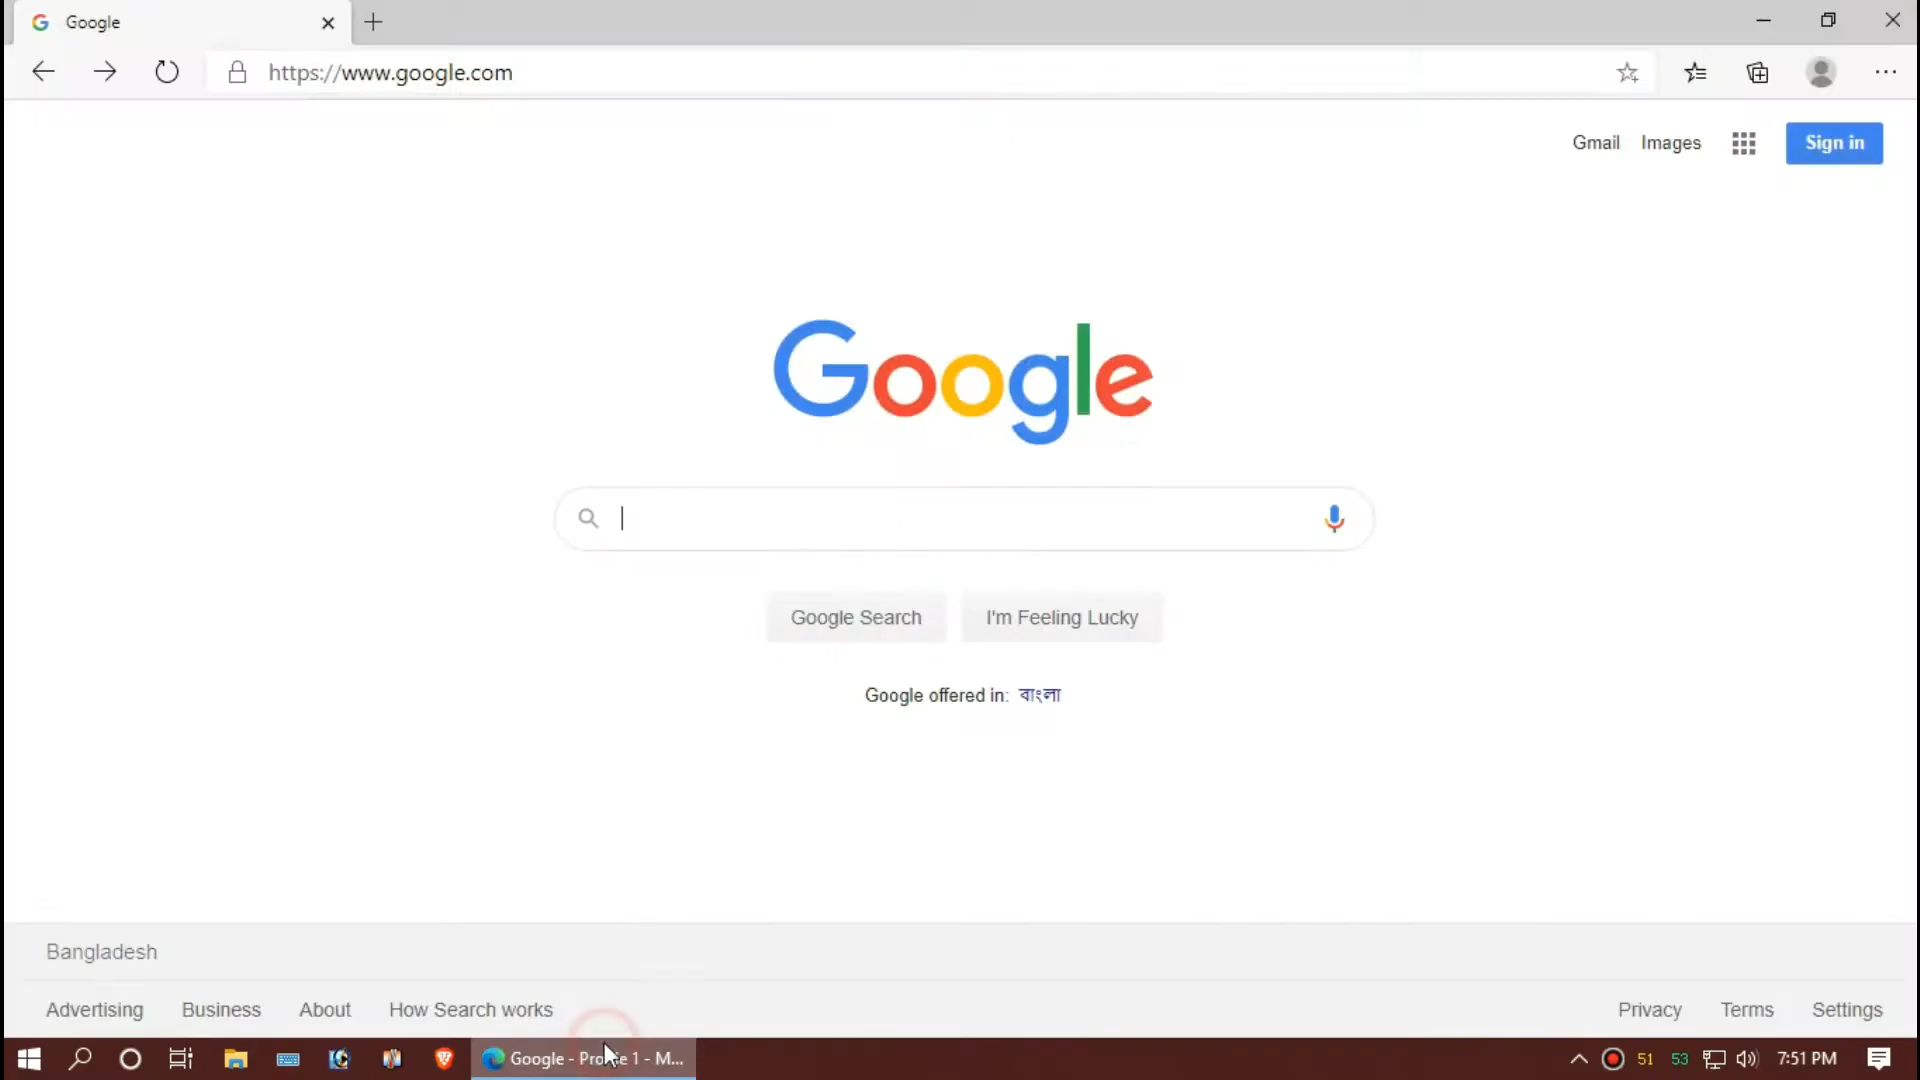 Google
https://www.google.com
Gmail Images Sign in
Google
Google Search I'm Feeling Lucky
Google offered in: বাংলা
Bangladesh
Advertising Business About How Search works Privacy Terms Settings
Google - 1 - M... 51 53 7:51 PM